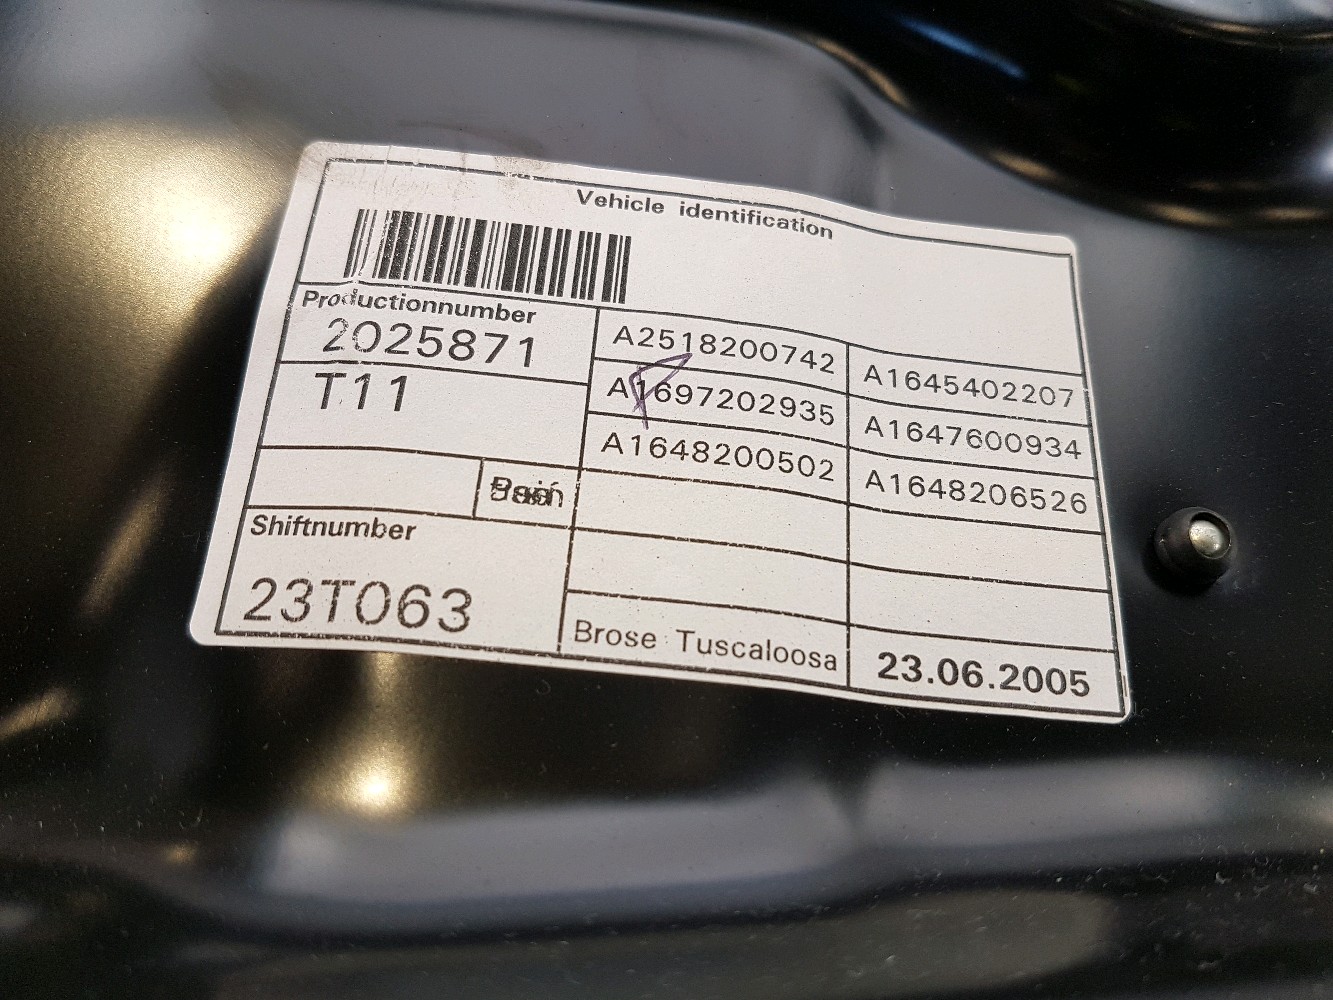 Vehicle identification
Productionnumber
2025871
T11
A2518200742
A1645402207
A1697202935
A1647600934
A1648200502
A1648206526
Shiftnumber
23T063
Brose Tuscaloosa
23.06.2005